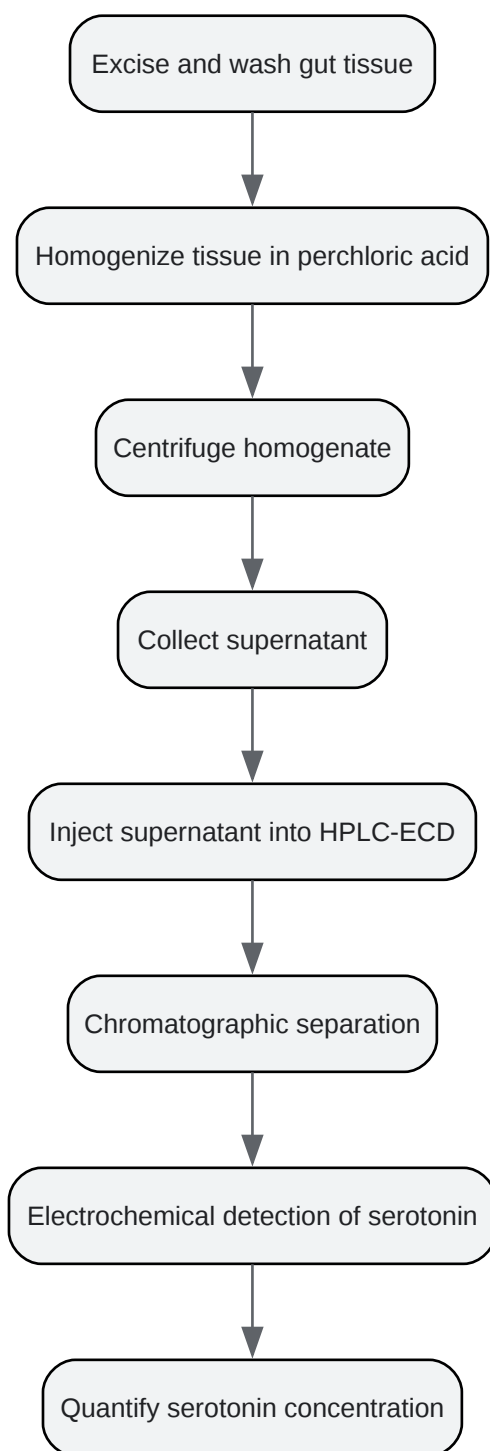 Excise and wash gut tissue
Homogenize tissue in perchloric acid
Centrifuge homogenate
Collect supernatant
Inject supernatant into HPLC-ECD
Chromatographic separation
Electrochemical detection of serotonin
Quantify serotonin concentration